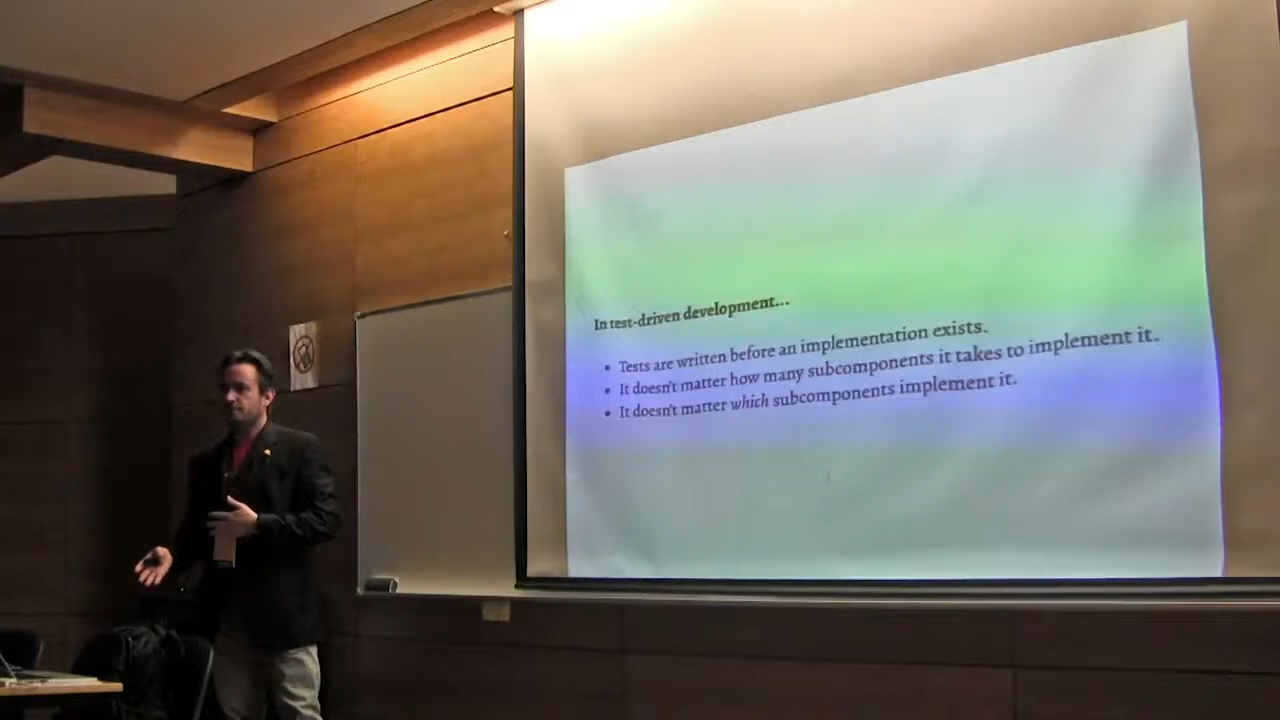 In test-driven development...
• Tests are written before an implementation exists.
• It doesn't matter how many subcomponents it takes to implement it.
• It doesn't matter which subcomponents implement it.